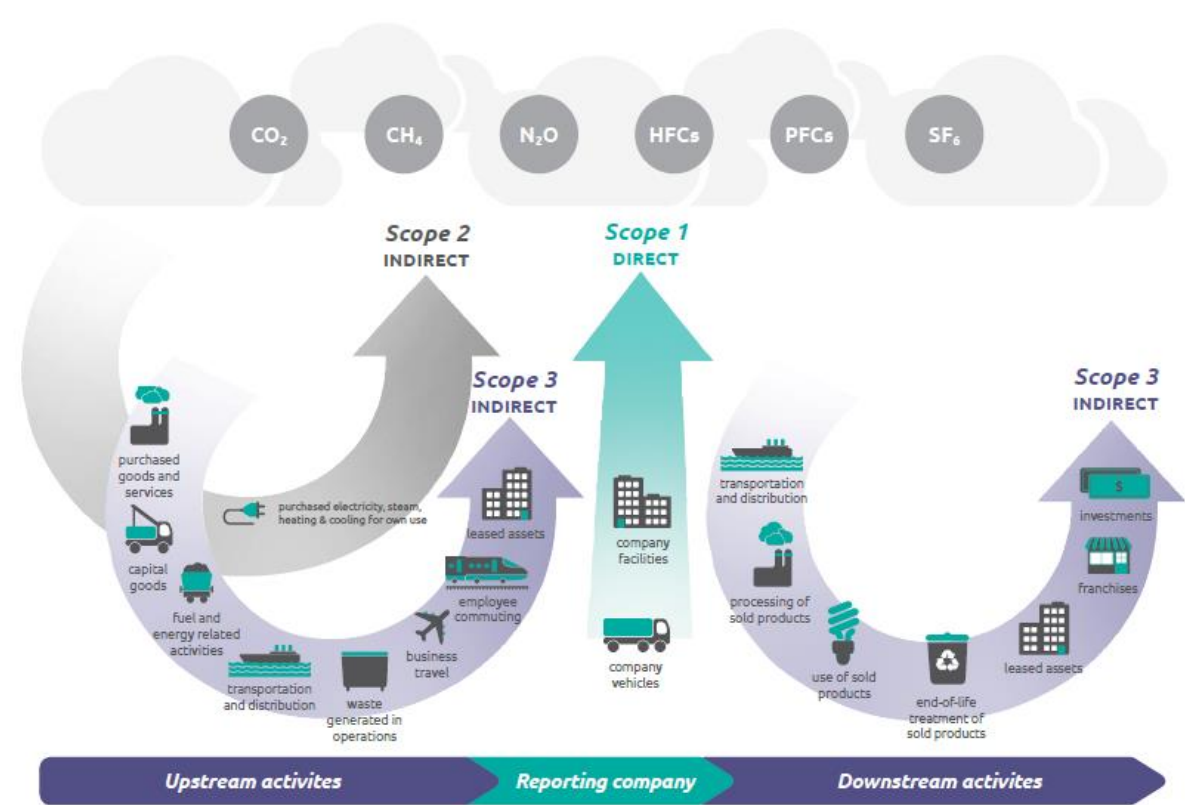 CO₂
CH₄
N₂O
HFCs
PFCs
SF₆
Scope 2
INDIRECT
Scope 1
DIRECT
Scope 3
INDIRECT
Scope 3
INDIRECT
purchased
goods and
services
capital
goods
fuel and
energy related
activities
transportation
and distribution
waste
generated in
operations
business
travel
employee
commuting
leased assets
purchased electricity, steam,
heating & cooling for own use
company
facilities
company
vehicles
transportation
and distribution
processing of
sold products
use of sold
products
end-of-life
treatment of
sold products
leased assets
franchises
investments
$
Upstream activites
Reporting company
Downstream activites